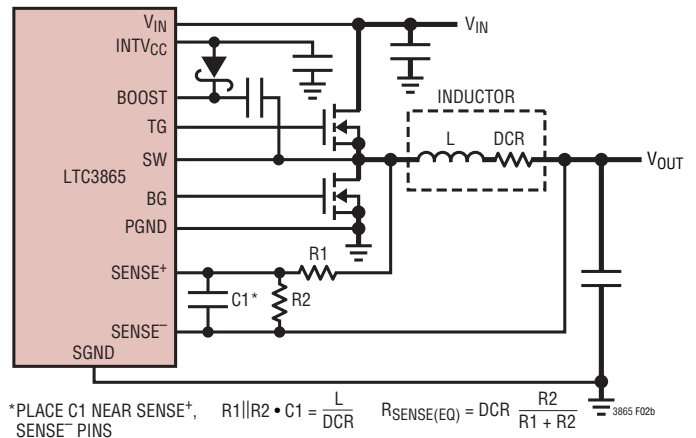 V_IN
V_IN
INTV_CC
BOOST
INDUCTOR
TG
L
DCR
SW
V_OUT
LTC3865
BG
PGND
SENSE⁺
R1
C1*
R2
SENSE⁻
SGND
*PLACE C1 NEAR SENSE⁺,
SENSE⁻ PINS
R1||R2 • C1 = L/DCR
R_SENSE(EQ) = DCR R2/(R1 + R2)
3865 F02b